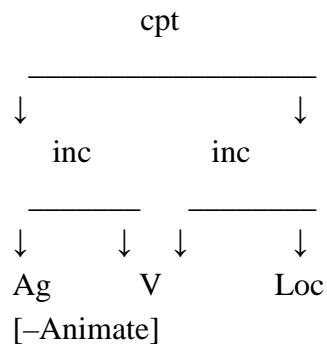 cpt
↓ ↓
inc inc
↓ ↓ ↓ ↓
Ag V Loc
[–Animate]